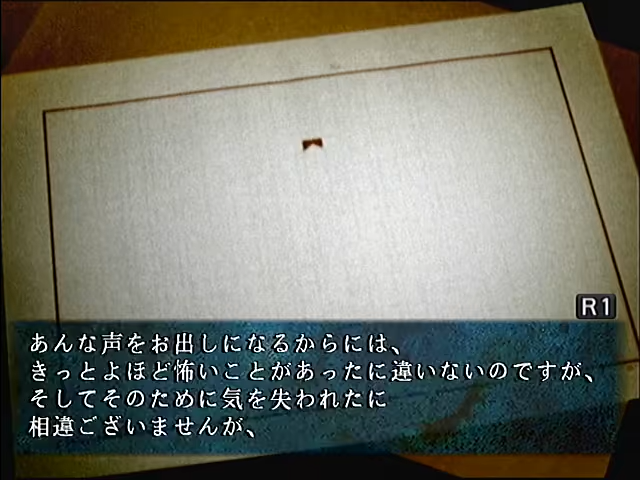 R1
あんな声をお出しになるからには、
きっとよほど怖いことがあったに違いないのですが、
そしてそのために気を失われたに
相違ございませんが、